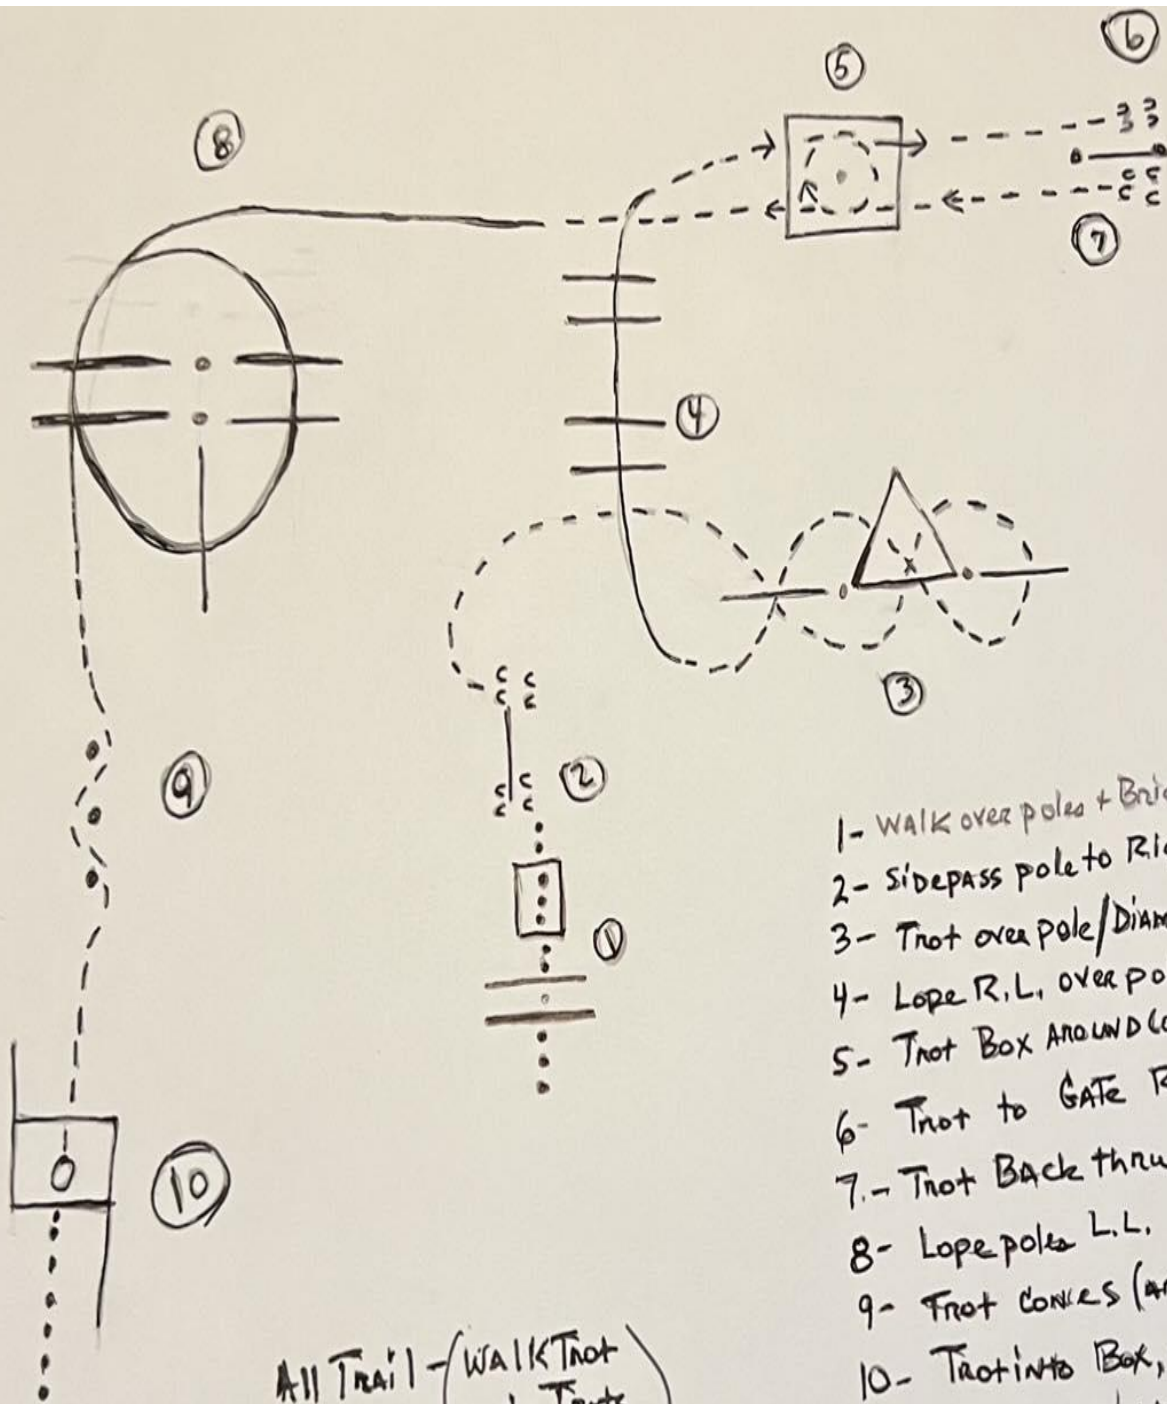 6
5
8
7
4
3
9
2
1
10
1- WALK over poles + Bri
2- SidepASS pole to Ri
3- Trot over pole/DiAm
4- Lope R.L. over po
5- Trot Box AROUND Co
6- Trot to GATE R
7.- Trot BAck thru
8- Lope poles L.L.
9- Trot Cones (ar
10- Trot into Box,
All TRAil - (WALK Trot